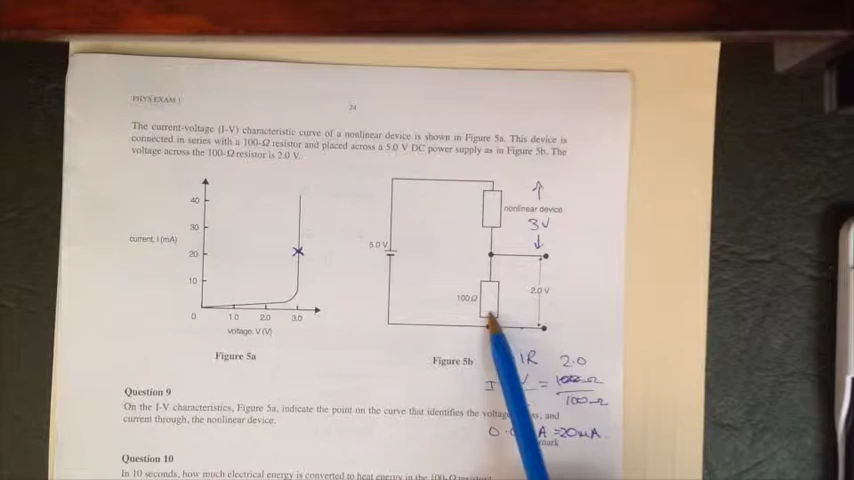 PHYS EXAM 1
24
The current-voltage (I-V) characteristic curve of a nonlinear device is shown in Figure 5a. This device is
connected in series with a 100-Ω resistor and placed across a 5.0 V DC power supply as in Figure 5b. The
voltage across the 100-Ω resistor is 2.0 V.
40
30
current, I (mA)
20
10
0
1.0
2.0
3.0
voltage, V (V)
Figure 5a
nonlinear device
3V
5.0 V
2.0 V
100Ω
Figure 5b
IR 2.0
I = 100Ω
A = 20mA
Question 9
On the I-V characteristics, Figure 5a, indicate the point on the curve that identifies the voltage and
current through, the nonlinear device.
mark
Question 10
In 10 seconds, how much electrical energy is converted to heat energy in the 100-Ω resistor?